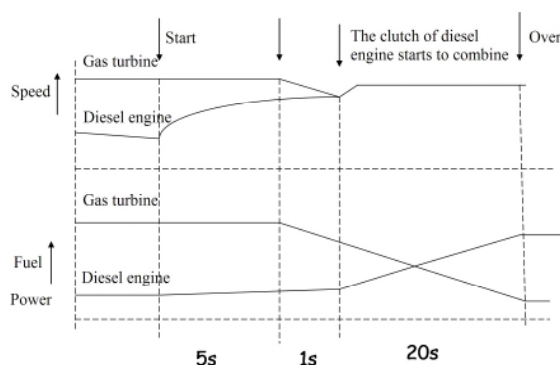 Start
The clutch of diesel
engine starts to combine
Over
Gas turbine
Speed
Diesel engine
Gas turbine
Fuel
Diesel engine
Power
5s
1s
20s